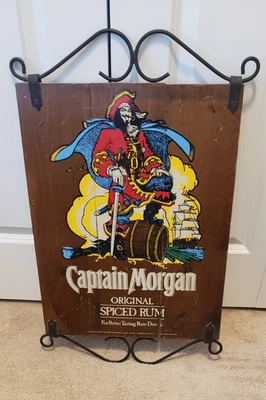 Captain Morgan
ORIGINAL
SPICED RUM
For Better Tasting Rum Drinks